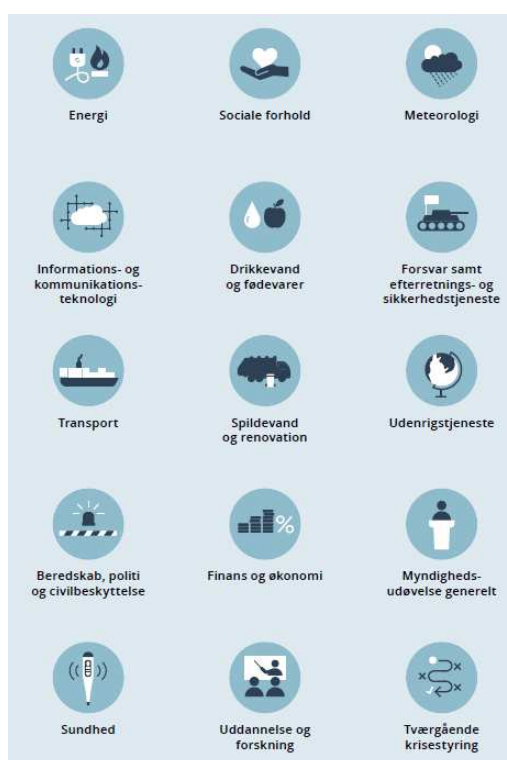 Energi
Sociale forhold
Meteorologi
Informations- og
kommunikations-
teknologi
Drikkevand
og fødevarer
Forsvar samt
efterretnings- og
sikkerhedstjeneste
Transport
Spildevand
og renovation
Udenrigstjeneste
Beredskab, politi
og civilbeskyttelse
%
Finans og økonomi
Myndigheds-
udøvelse generelt
Sundhed
Uddannelse og
forskning
Tværgående
krisestyring